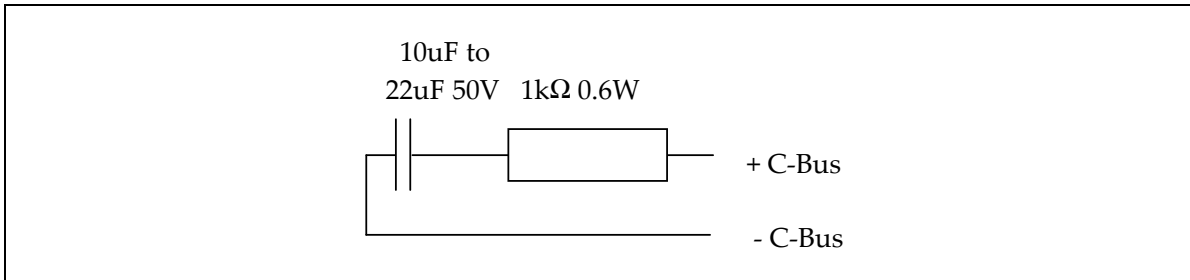 10uF to
22uF 50V 1kΩ 0.6W
+ C-Bus
- C-Bus